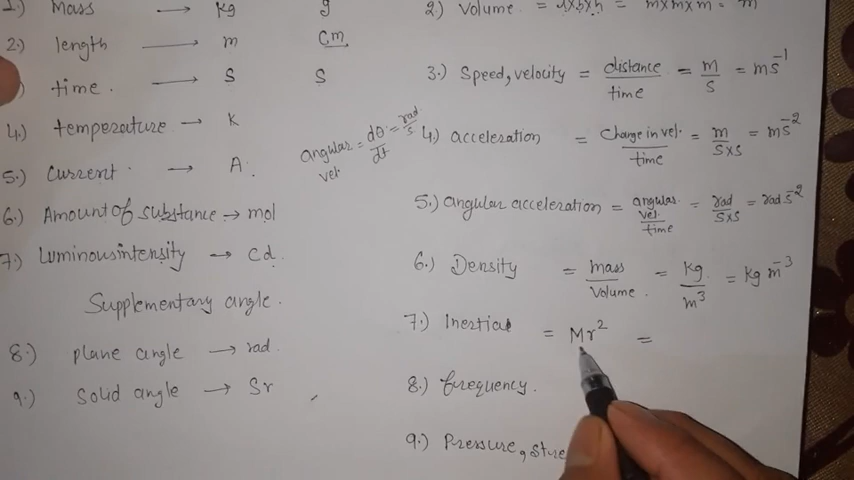 1.) Mass → kg g
2.) length → m cm
time. → s s
4.) temperature → K
5.) Current. → A.
6.) Amount of substance → mol
7.) Luminous intensity → cd.
Supplementary angle.
8.) plane angle → rad.
9.) Solid angle → Sr
angular vel. = dθ/dt = rad/s
2.) Volume = l×b×h = m×m×m = m
3.) Speed, velocity = distance/time = m/s = ms⁻¹
4.) acceleration = Change in vel./time = m/s×s = ms⁻²
5.) angular acceleration = angular vel./time = rad/s×s = rad s⁻²
6.) Density = mass/Volume. = kg/m³ = kg m⁻³
7.) Inertia = Mr² =
8.) frequency.
9.) Pressure,